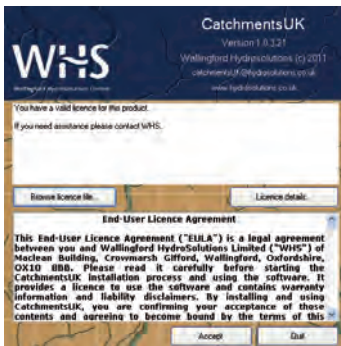 CatchmentsUK
Version 1.0.3.21
Wallingford Hydrosolutions (c) 2011
catchmentsUK@hydrosolutions.co.uk
www.hydrosolutions.co.uk
WHS
Wallingford HydroSolutions Limited
You have a valid licence for this product.
If you need assistance please contact WHS.
Browse licence file...
Licence details...
End-User Licence Agreement
This End-User Licence Agreement ("EULA") is a legal agreement
between you and Wallingford HydroSolutions Limited ("WHS") of
Maclean Building, Crowmarsh Gifford, Wallingford, Oxfordshire,
OX10 8BB. Please read it carefully before starting the
CatchmentsUK installation process and using the software. It
provides a licence to use the software and contains warranty
information and liability disclaimers. By installing and using
CatchmentsUK, you are confirming your acceptance of those
contents and agreeing to become bound by the terms of this
Accept
Quit